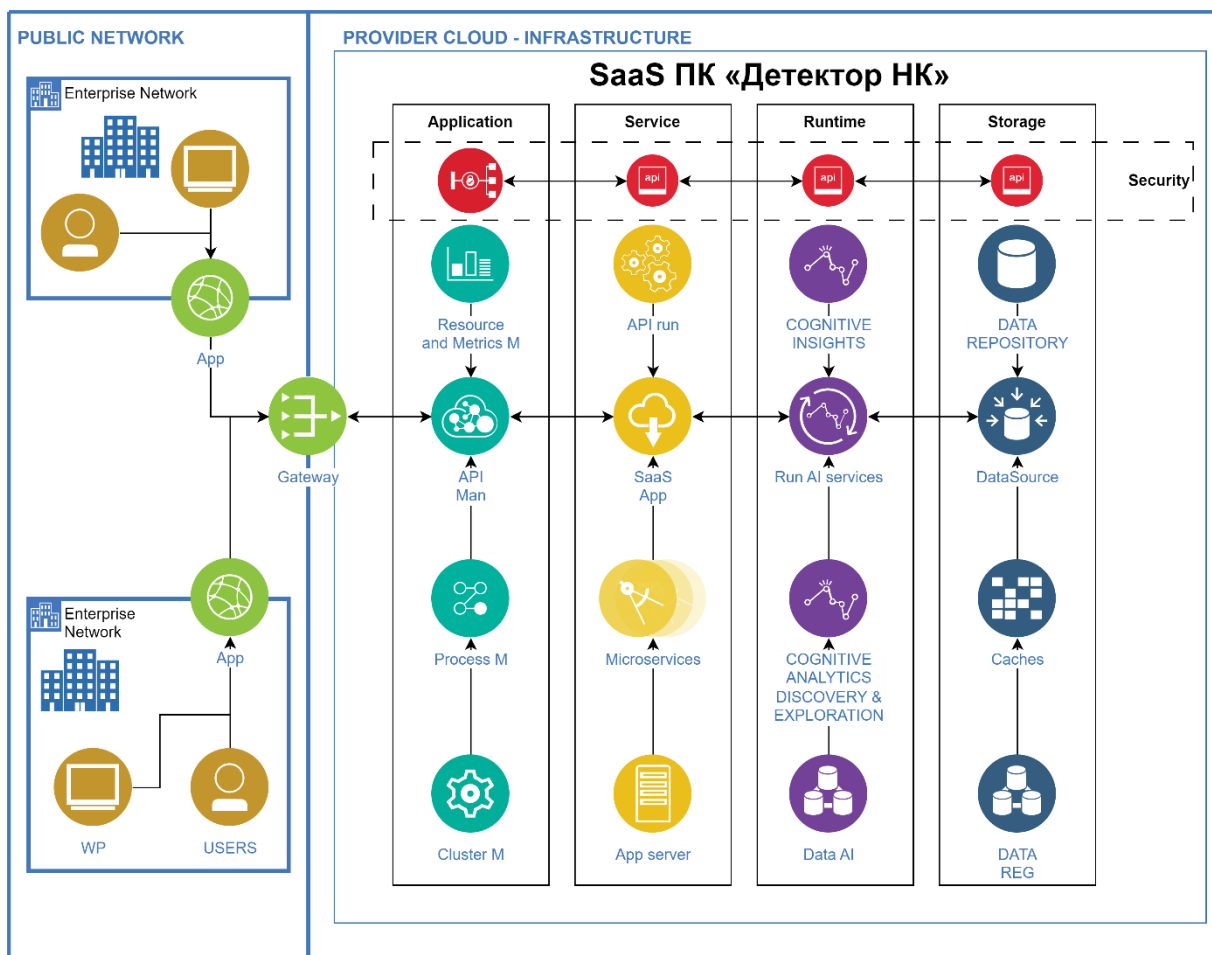 PUBLIC NETWORK
PROVIDER CLOUD - INFRASTRUCTURE
SaaS ПК «Детектор НК»
Enterprise Network
Application
Service
Runtime
Storage
api
api
api
Security
Resource
and Metrics M
API run
COGNITIVE
INSIGHTS
DATA
REPOSITORY
App
Gateway
API
Man
SaaS
App
Run AI services
DataSource
Enterprise
Network
App
Process M
Microservices
COGNITIVE
ANALYTICS
DISCOVERY &
EXPLORATION
Caches
WP
USERS
Cluster M
App server
Data AI
DATA
REG